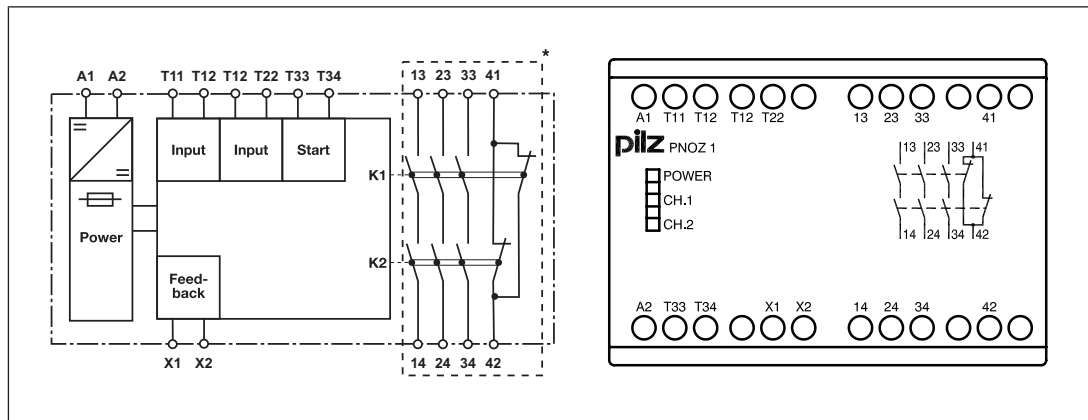 *
A1 A2 T11 T12 T12 T22 T33 T34 13 23 33 41
Input Input Start
K1
Power
K2
Feed-
back
X1 X2 14 24 34 42
A1 T11 T12 T12 T22 13 23 33 41
pilz PNOZ 1
13 23 33 41
POWER
CH.1
CH.2
14 24 34 42
A2 T33 T34 X1 X2 14 24 34 42